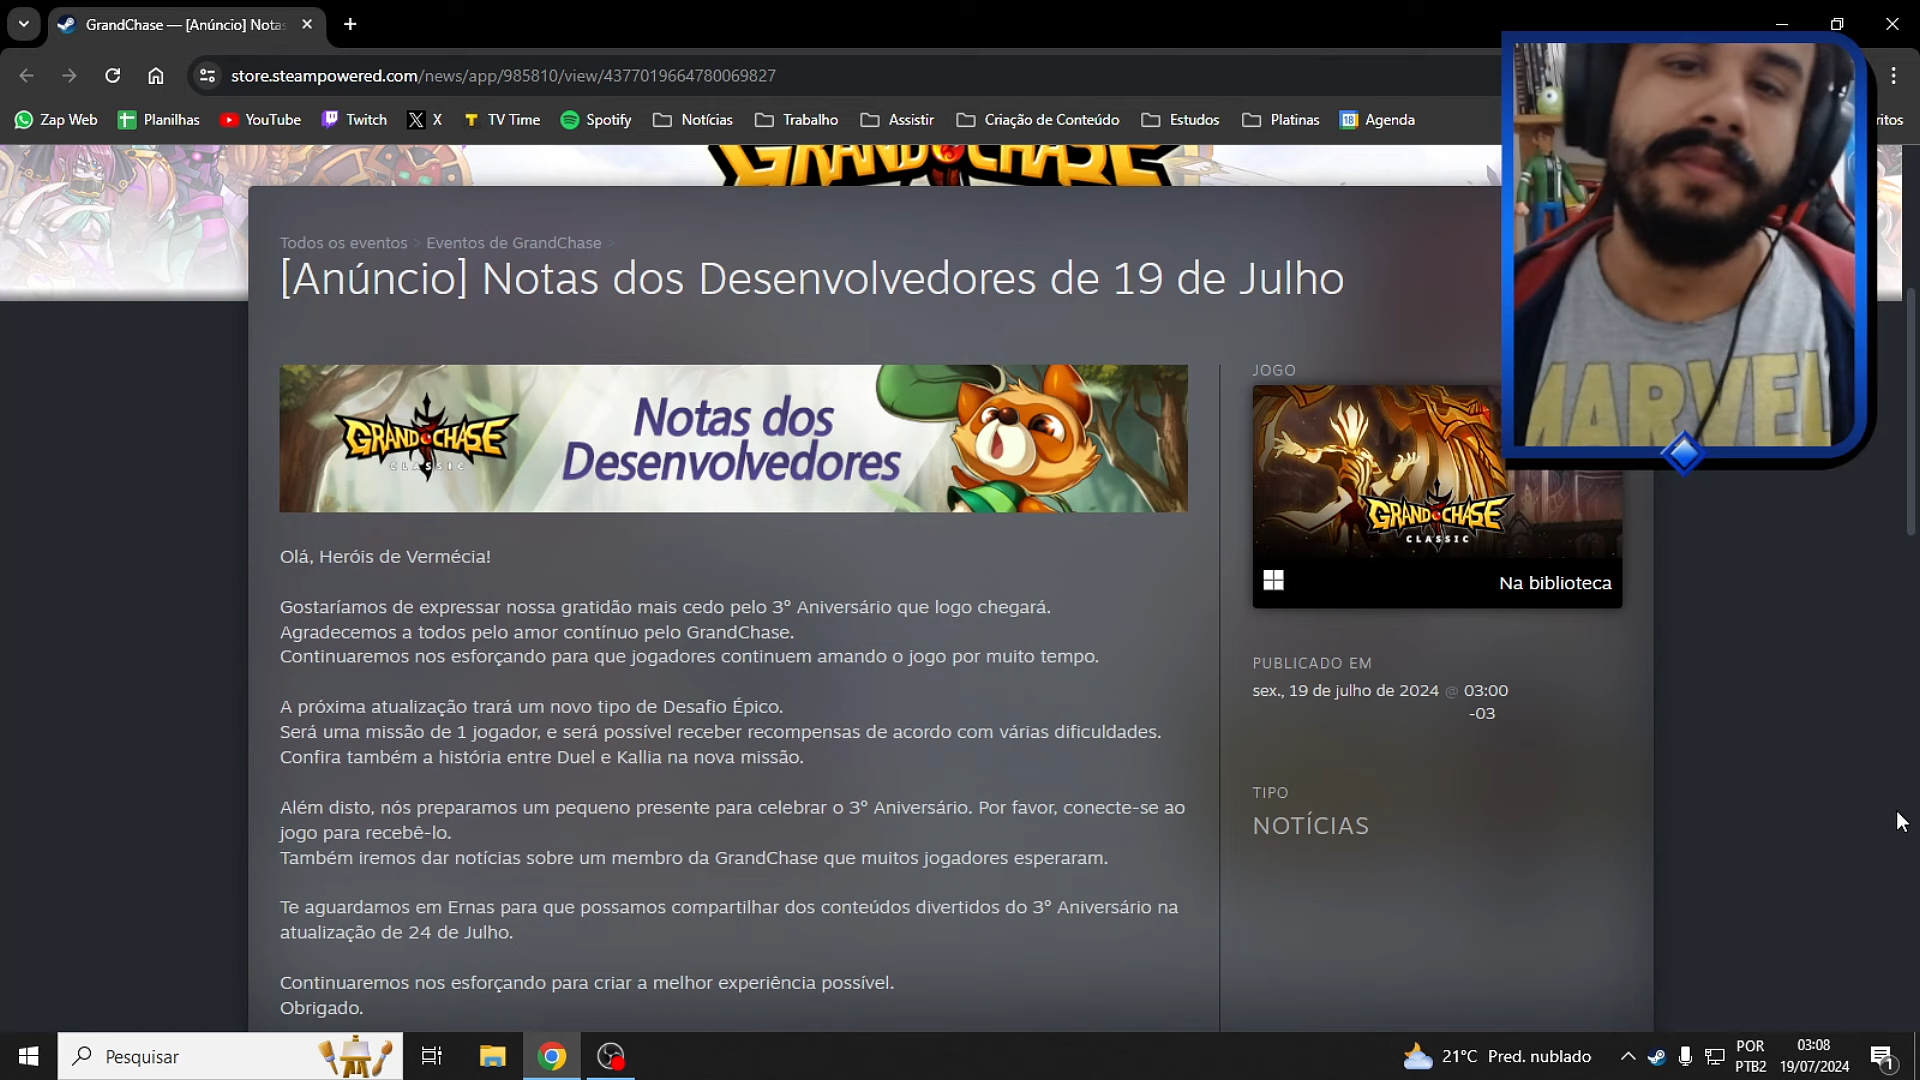 GrandChase — [Anúncio] Notas
store.steampowered.com/news/app/985810/view/4377019664780069827
Zap Web
Planilhas
YouTube
Twitch
X
TV Time
Spotify
Notícias
Trabalho
Assistir
Criação de Conteúdo
Estudos
Platinas
18
Agenda
ritos
GRAND CHASE
Todos os eventos > Eventos de GrandChase >
[Anúncio] Notas dos Desenvolvedores de 19 de Julho
MARVEL
GRAND CHASE
CLASSIC
Notas dos
Desenvolvedores
JOGO
GRAND CHASE
CLASSIC
Na biblioteca
Olá, Heróis de Vermécia!
Gostaríamos de expressar nossa gratidão mais cedo pelo 3° Aniversário que logo chegará.
Agradecemos a todos pelo amor contínuo pelo GrandChase.
Continuaremos nos esforçando para que jogadores continuem amando o jogo por muito tempo.
A próxima atualização trará um novo tipo de Desafio Épico.
Será uma missão de 1 jogador, e será possível receber recompensas de acordo com várias dificuldades.
Confira também a história entre Duel e Kallia na nova missão.
Além disto, nós preparamos um pequeno presente para celebrar o 3° Aniversário. Por favor, conecte-se ao
jogo para recebê-lo.
Também iremos dar notícias sobre um membro da GrandChase que muitos jogadores esperaram.
Te aguardamos em Ernas para que possamos compartilhar dos conteúdos divertidos do 3° Aniversário na
atualização de 24 de Julho.
Continuaremos nos esforçando para criar a melhor experiência possível.
Obrigado.
PUBLICADO EM
sex., 19 de julho de 2024 @ 03:00
-03
TIPO
NOTÍCIAS
Pesquisar
21°C Pred. nublado
POR
PTB2
03:08
19/07/2024
1